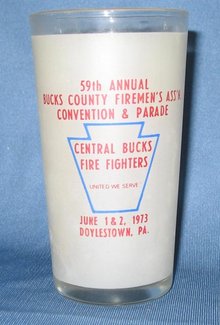 59th ANNUAL
BUCKS COUNTY FIREMEN'S ASS'N
CONVENTION & PARADE
CENTRAL BUCKS
FIRE FIGHTERS
UNITED WE SERVE
JUNE 1 & 2, 1973
DOYLESTOWN, PA.